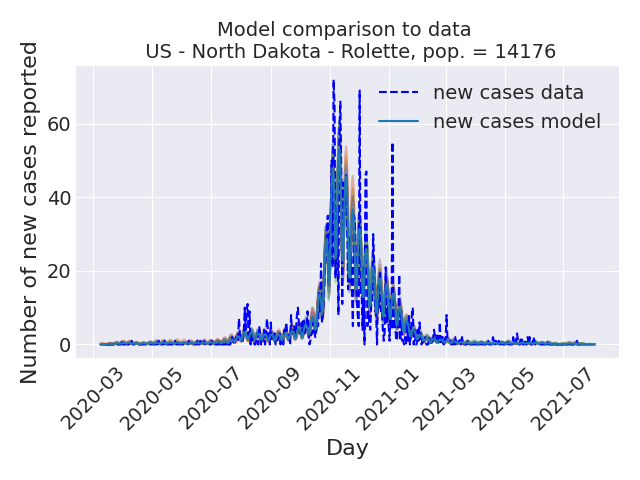 Model comparison to data
US - North Dakota - Rolette, pop. = 14176
Number of new cases reported
60
40
20
0
new cases data
new cases model
2020-03
2020-05
2020-07
2020-09
2020-11
2021-01
2021-03
2021-05
2021-07
Day